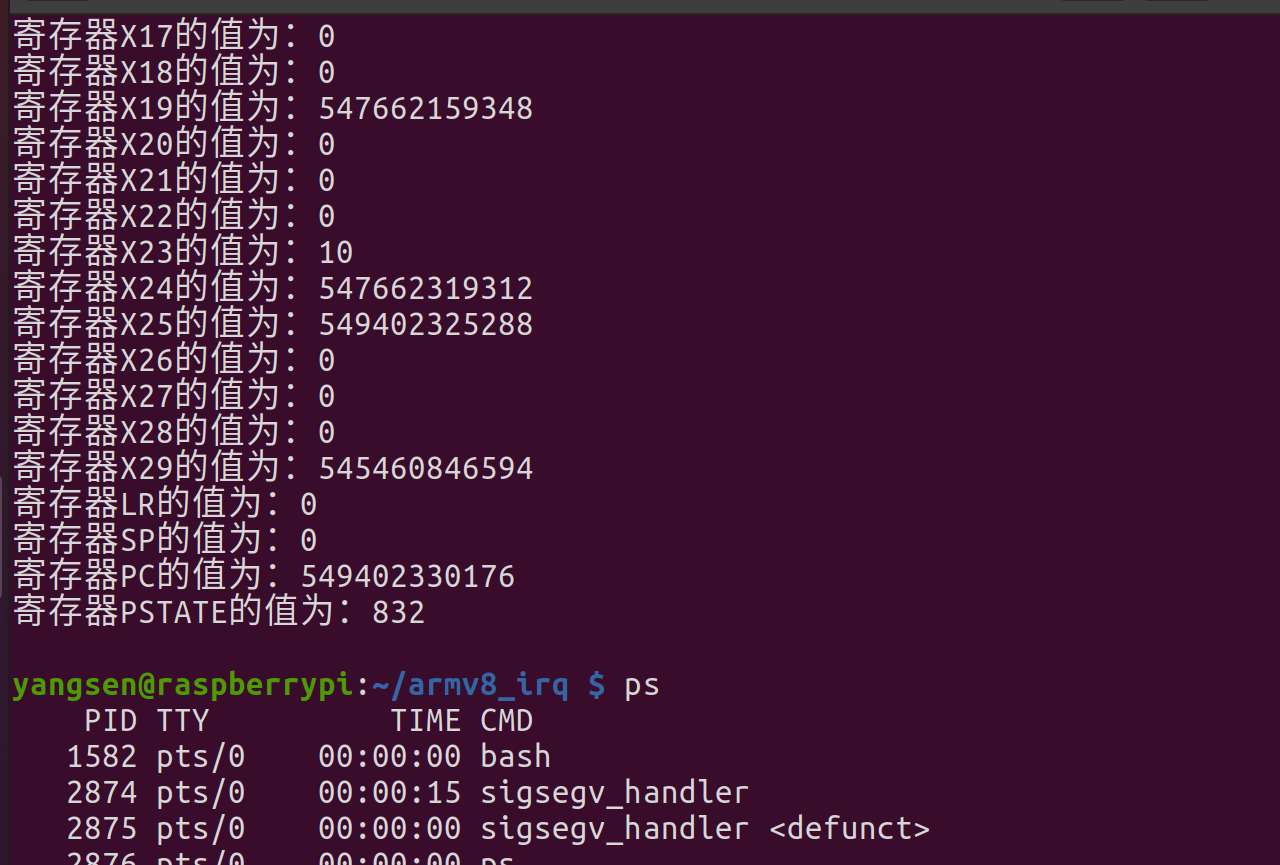 寄存器X17的值为：0
寄存器X18的值为：0
寄存器X19的值为：547662159348
寄存器X20的值为：0
寄存器X21的值为：0
寄存器X22的值为：0
寄存器X23的值为：10
寄存器X24的值为：547662319312
寄存器X25的值为：549402325288
寄存器X26的值为：0
寄存器X27的值为：0
寄存器X28的值为：0
寄存器X29的值为：545460846594
寄存器LR的值为：0
寄存器SP的值为：0
寄存器PC的值为：549402330176
寄存器PSTATE的值为：832
yangsen@raspberrypi:~/armv8_irq $ ps
PID TTY TIME CMD
1582 pts/0 00:00:00 bash
2874 pts/0 00:00:15 sigsegv_handler
2875 pts/0 00:00:00 sigsegv_handler <defunct>
2876 pts/0 00:00:00 ps